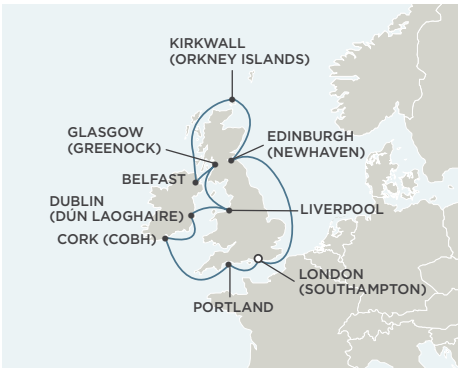 KIRKWALL
(ORKNEY ISLANDS)
GLASGOW
(GREENOCK)
EDINBURGH
(NEWHAVEN)
BELFAST
DUBLIN
(DÚN LAOGHAIRE)
LIVERPOOL
CORK (COBH)
LONDON
(SOUTHAMPTON)
PORTLAND